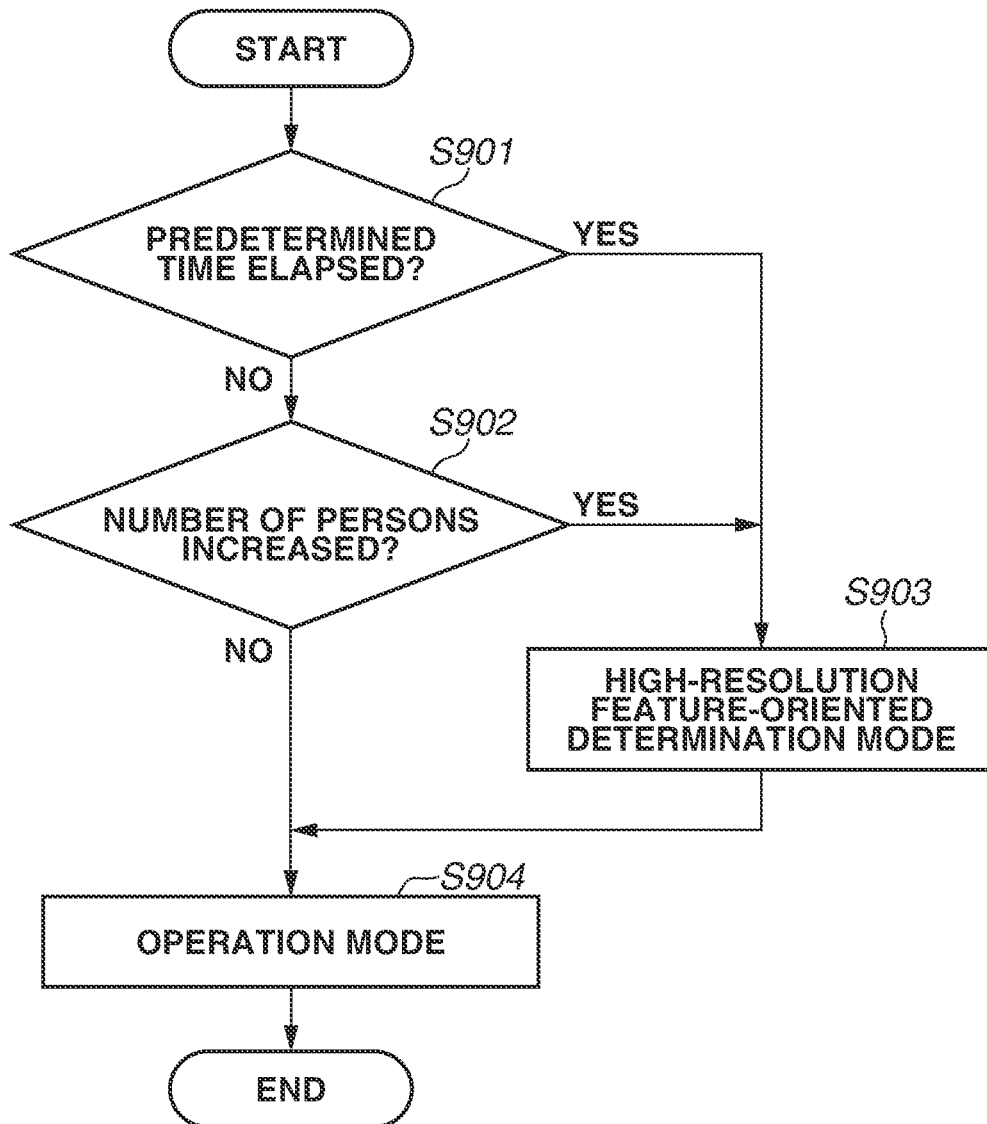 START
S901
PREDETERMINED
TIME ELAPSED?
YES
NO
S902
NUMBER OF PERSONS
INCREASED?
YES
NO
S903
HIGH-RESOLUTION
FEATURE-ORIENTED
DETERMINATION MODE
S904
OPERATION MODE
END